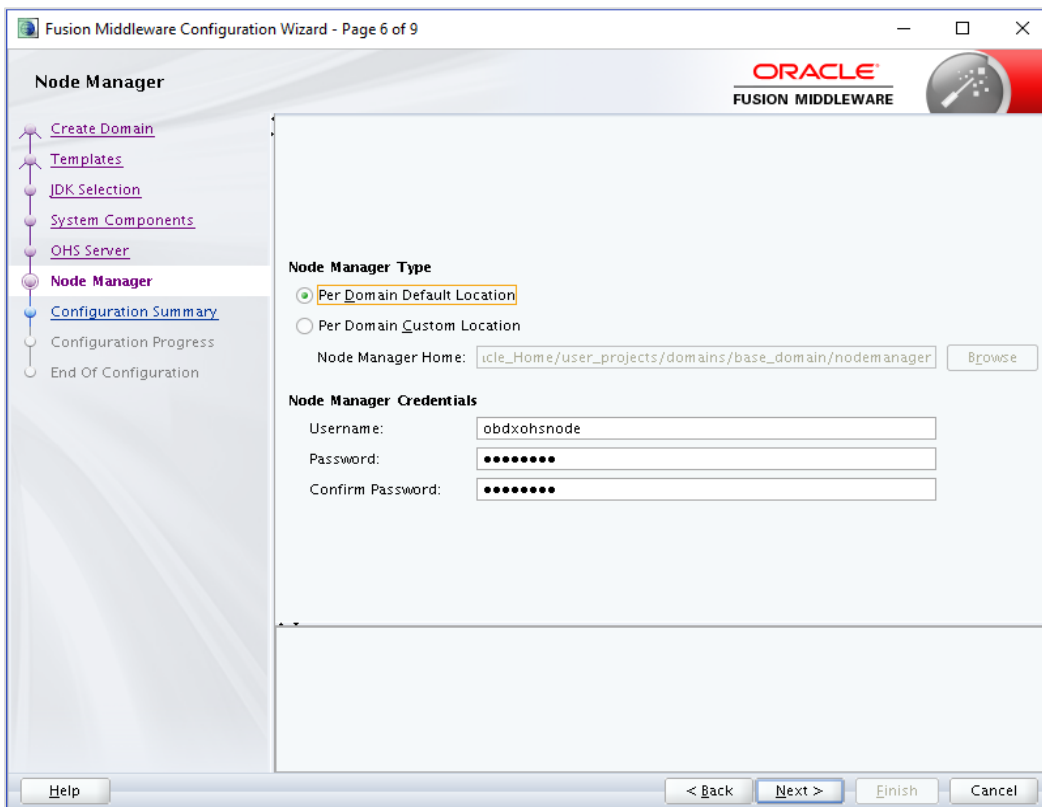 Fusion Middleware Configuration Wizard - Page 6 of 9
Node Manager
ORACLE
FUSION MIDDLEWARE
Create Domain
Templates
JDK Selection
System Components
OHS Server
Node Manager
Configuration Summary
Configuration Progress
End Of Configuration
Node Manager Type
Per Domain Default Location
Per Domain Custom Location
Node Manager Home: cle_Home/user_projects/domains/base_domain/nodemanager Browse
Node Manager Credentials
Username: obdxohsnode
Password: ●●●●●●●●
Confirm Password: ●●●●●●●●
Help < Back Next > Finish Cancel